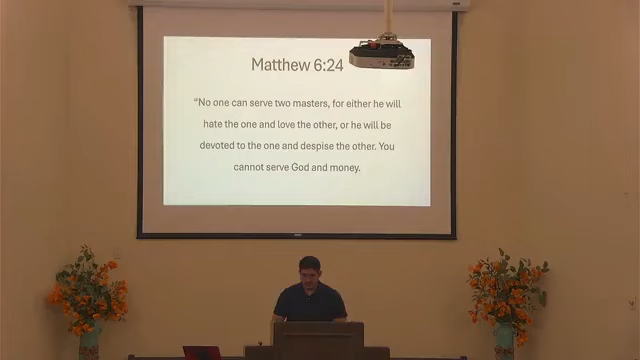 Matthew 6:24
“No one can serve two masters, for either he will
hate the one and love the other, or he will be
devoted to the one and despise the other. You
cannot serve God and money.